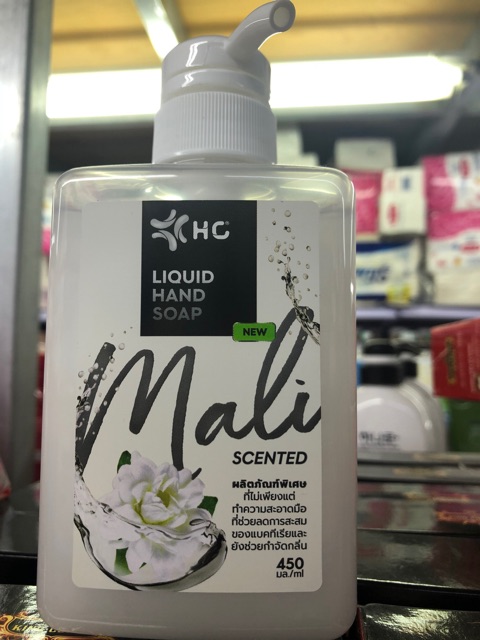 HG
LIQUID
HAND
SOAP
NEW
Mali
SCENTED
ผลิตภัณฑ์พิเศษ
ที่ไม่เพียงแต่
ทำความสะอาดมือ
ที่ช่วยลดการสะสม
ของแบคทีเรียและ
ยังช่วยกำจัดกลิ่น
450
มล./ml